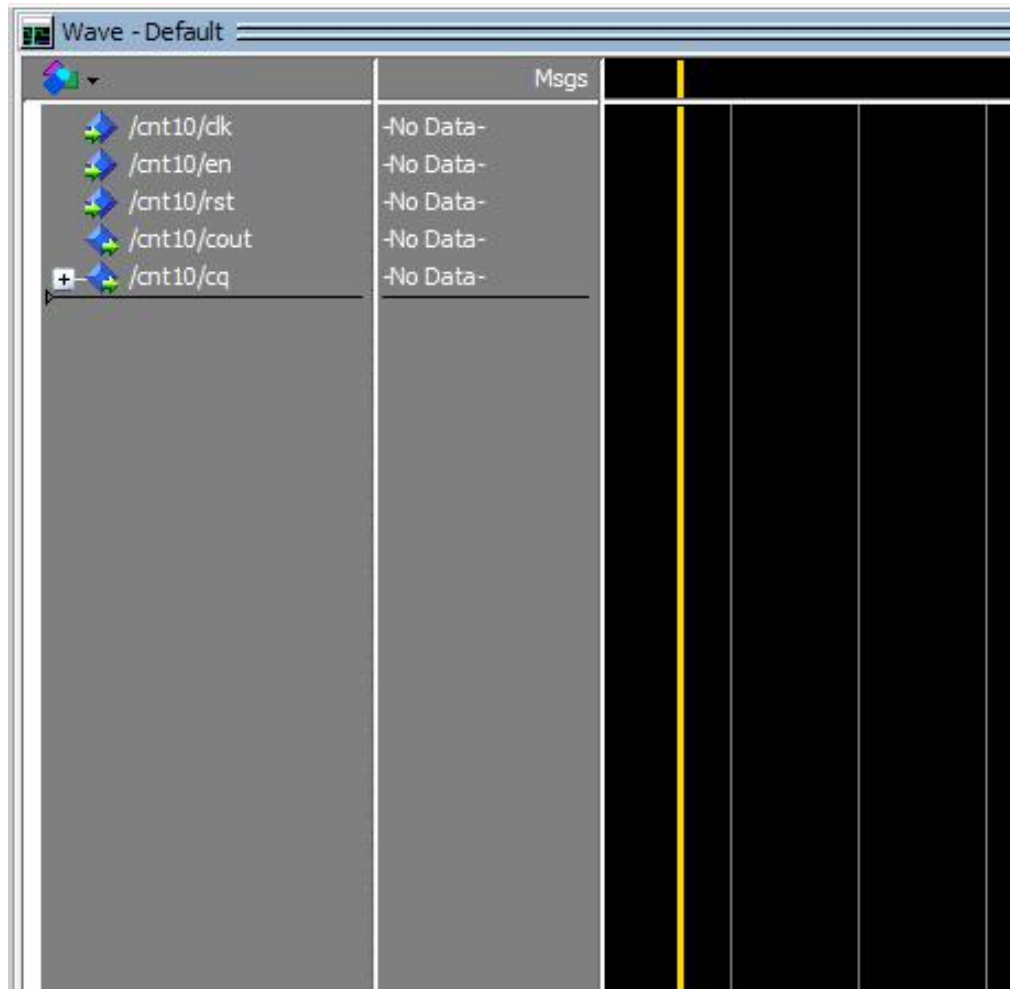 Wave - Default
Msgs
/cnt10/clk -No Data-
/cnt10/en -No Data-
/cnt10/rst -No Data-
/cnt10/cout -No Data-
/cnt10/cq -No Data-